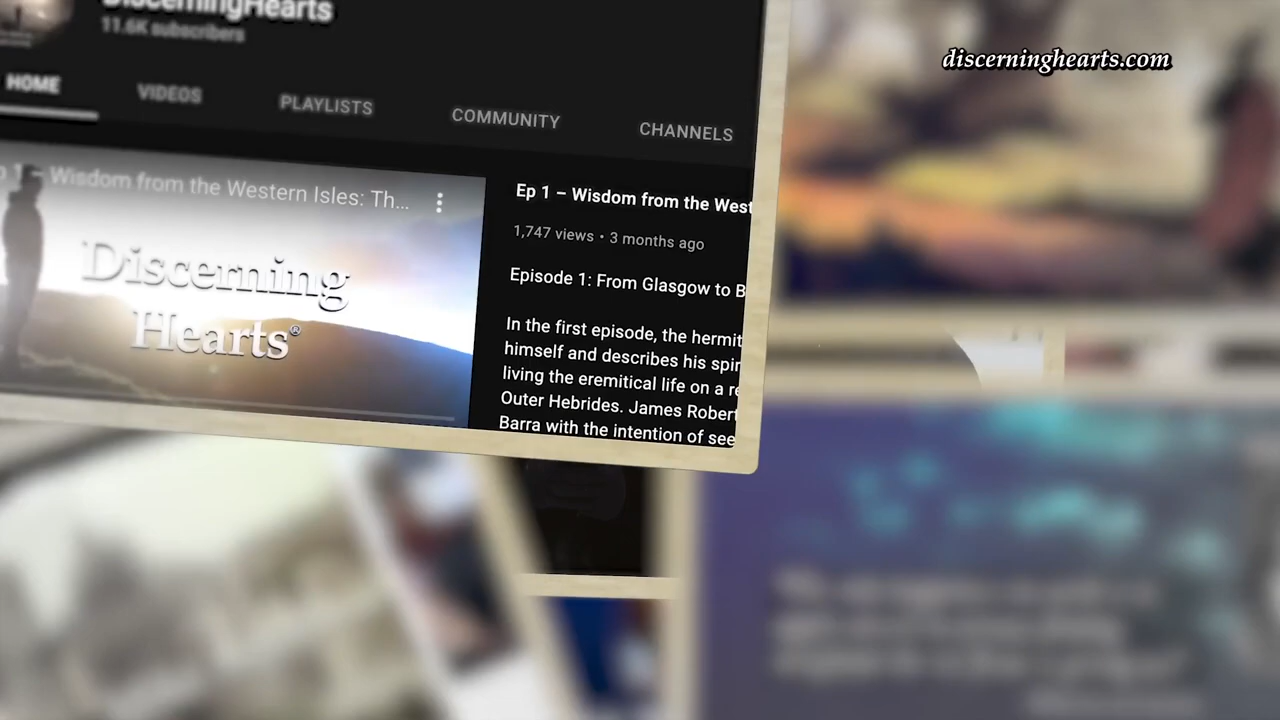 DiscerningHearts
11.6K subscribers
discerninghearts.com
HOME VIDEOS PLAYLISTS COMMUNITY CHANNELS
– Wisdom from the Western Isles: Th...
Discerning
Hearts®
Ep 1 – Wisdom from the West
1,747 views • 3 months ago
Episode 1: From Glasgow to B
In the first episode, the hermit
himself and describes his spir
living the eremitical life on a re
Outer Hebrides. James Robert
Barra with the intention of see